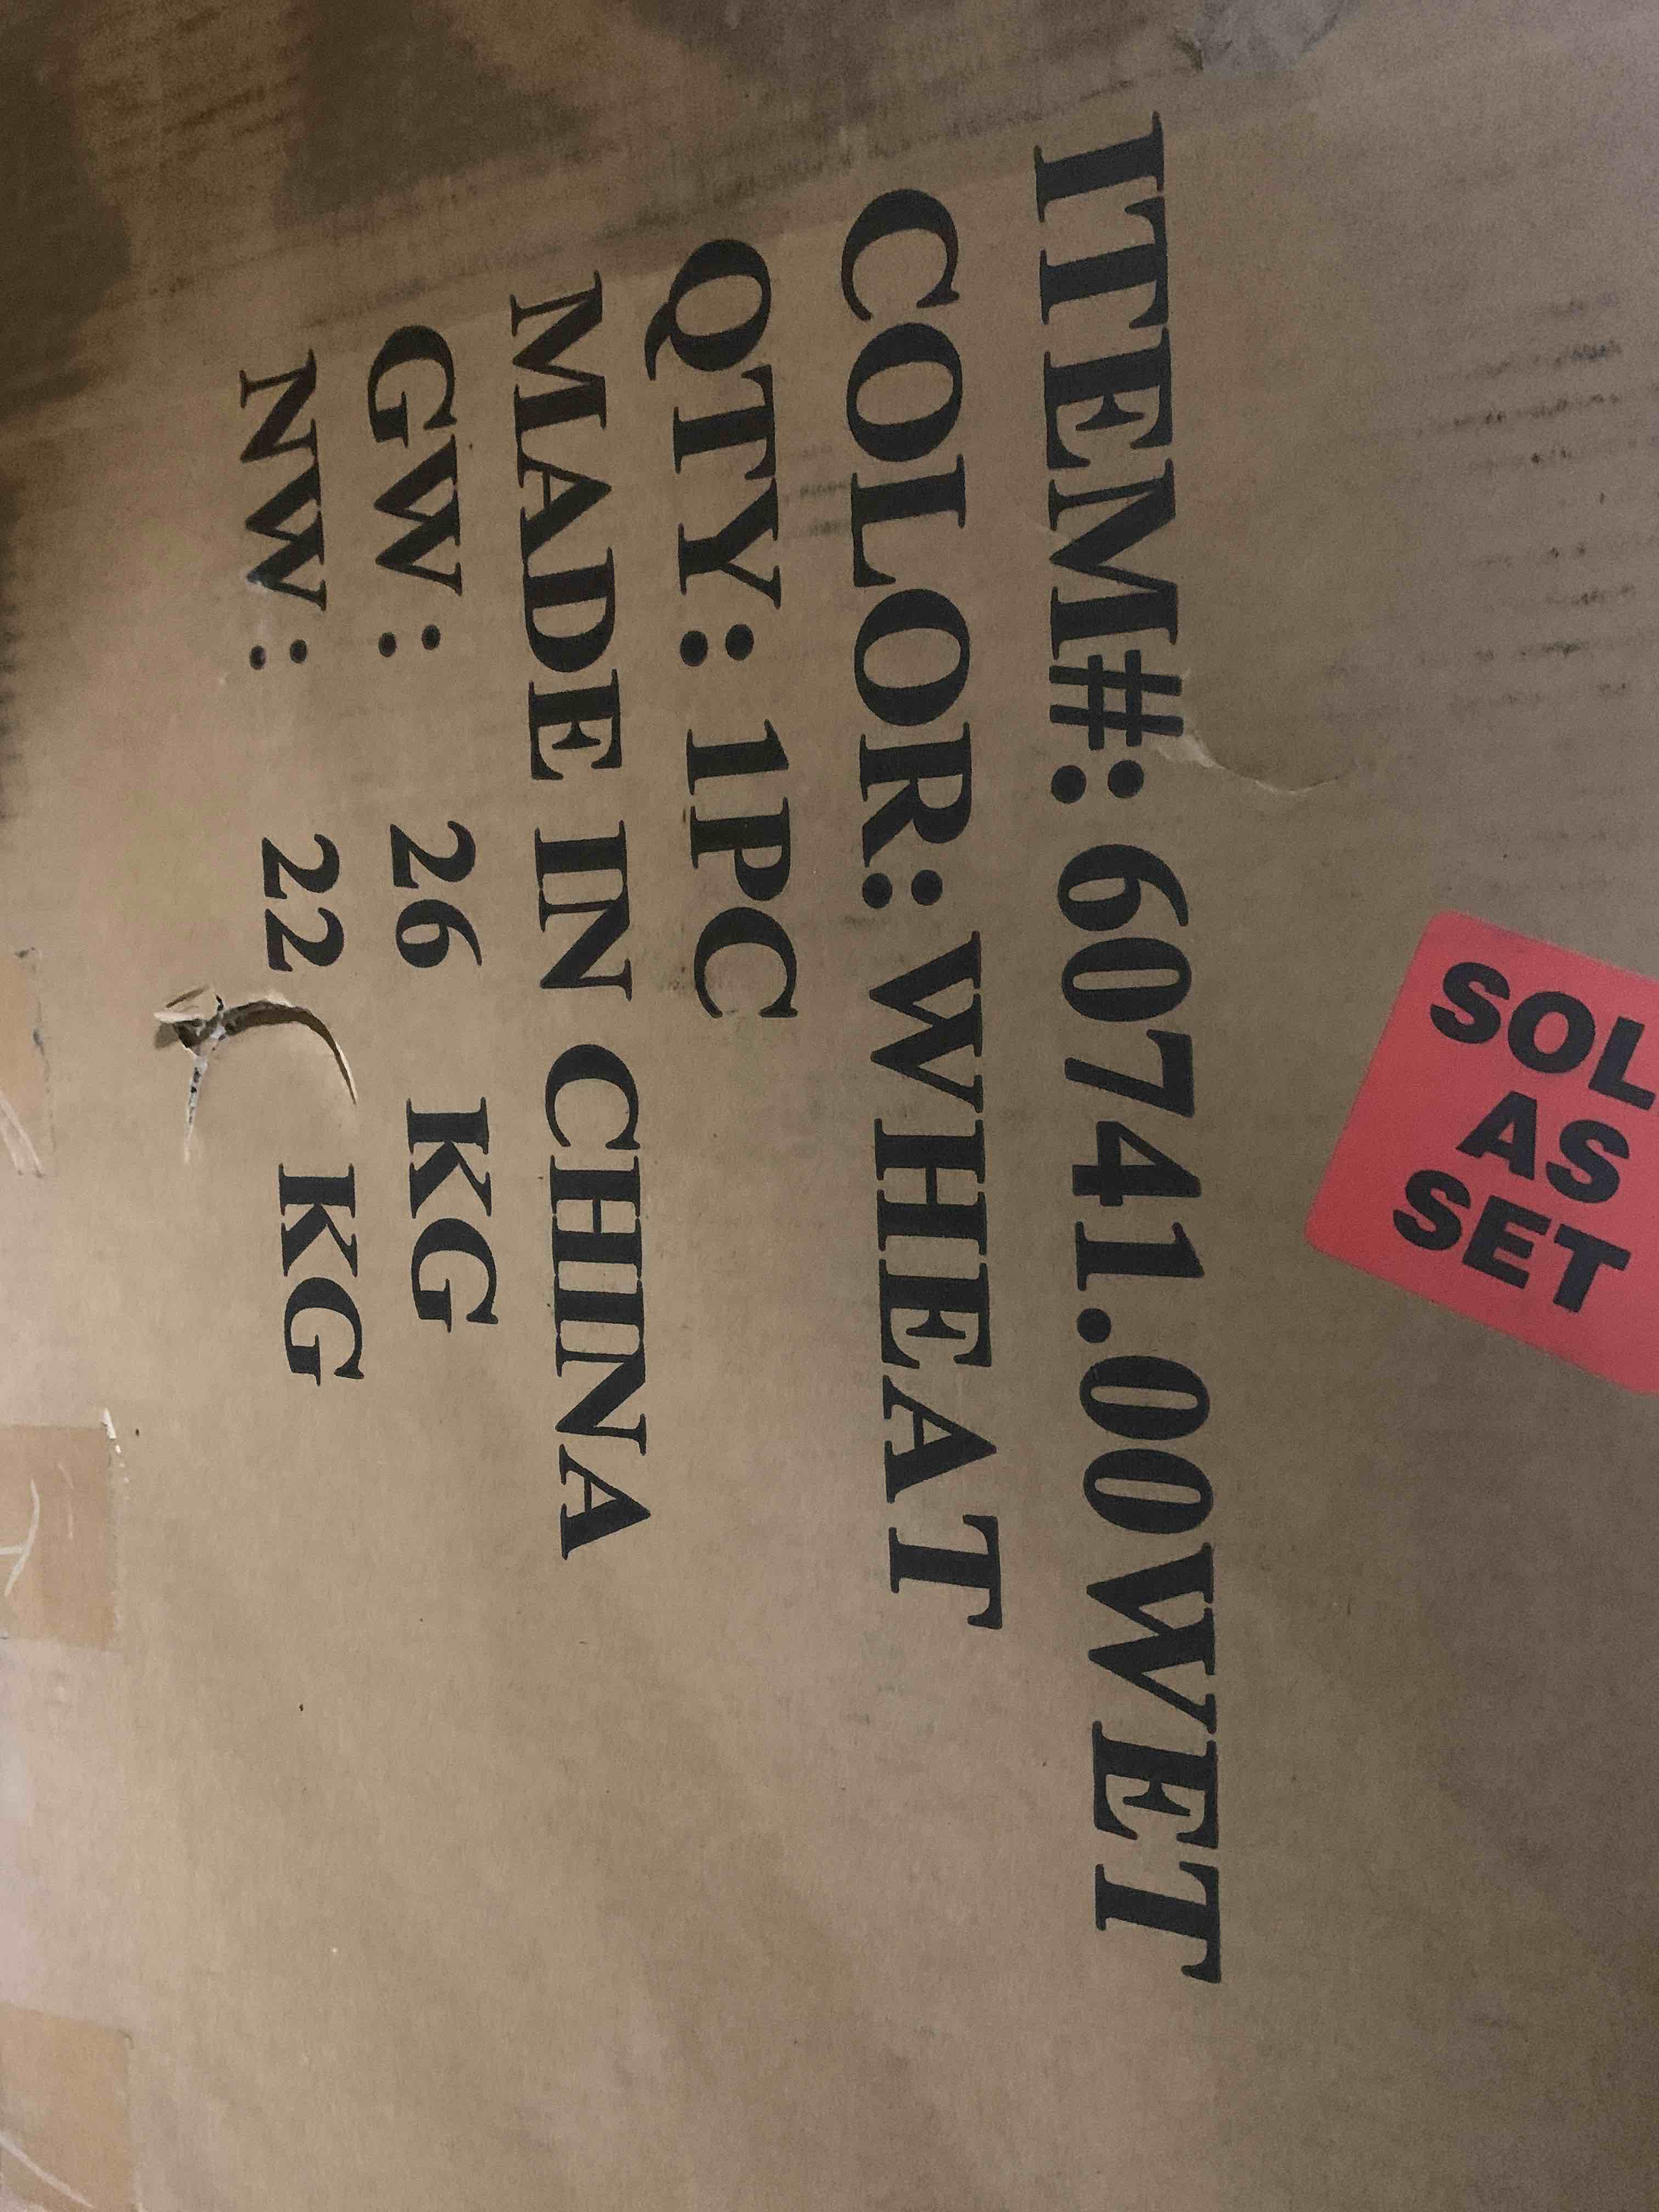 ITEM#: 60741.00WET
COLOR: WHEAT
QTY: 1PC
MADE IN CHINA
GW: 26 KG
NW: 22 KG
SOL
AS
SET